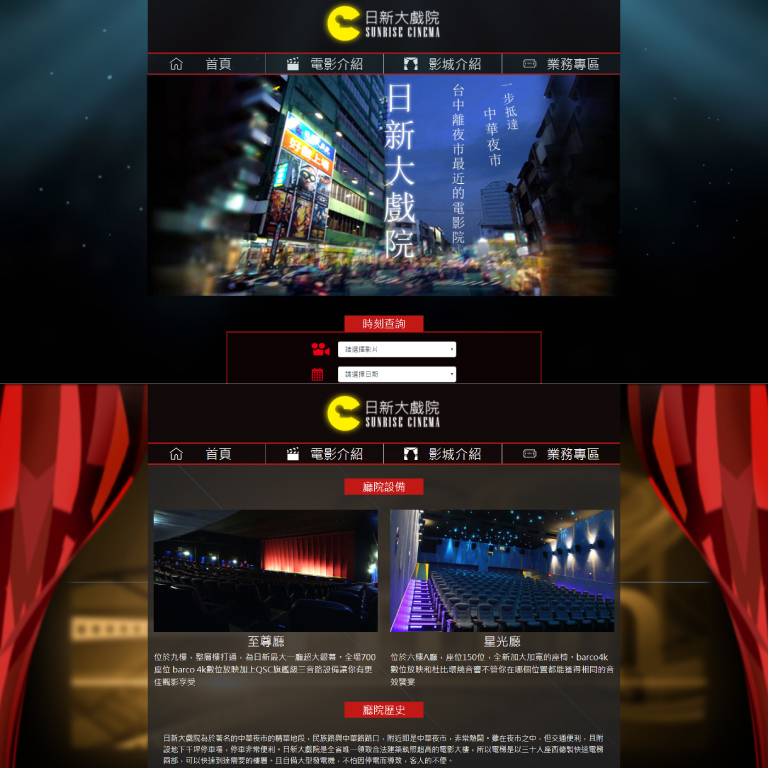 日新大戲院
SUNRISE CINEMA
首頁
電影介紹
影城介紹
業務專區
日新大戲院
台中離夜市最近的電影院
一步抵達
中華夜市
時刻查詢
請選擇影片
請選擇日期
日新大戲院
SUNRISE CINEMA
首頁
電影介紹
影城介紹
業務專區
廳院設備
至尊廳
位於九樓，整層樓打通，為日新最大一廳超大銀幕。全場700
座位 barco 4k數位放映加上QSC旗艦級三音路設備讓你有更
佳觀影享受
星光廳
位於六樓A廳，座位150位，全新加大加寬的座椅。barco4k
數位放映和杜比環繞音響不管你在哪個位置都能獲得相同的音
效饗宴
廳院歷史
日新大戲院為於著名的中華夜市的精華地段，民族路與中華路路口，附近即是中華夜市，非常熱鬧。雖在夜市之中，但交通便利，且附
設地下千坪停車場，停車非常便利。日新大戲院是全省唯一領取合法建築執照超高的電影大樓，所以電梯是以三十人座西德製快速電梯
兩部，可以快速到達需要的樓層。且自備大型發電機，不怕因停電而導致，客人的不便。